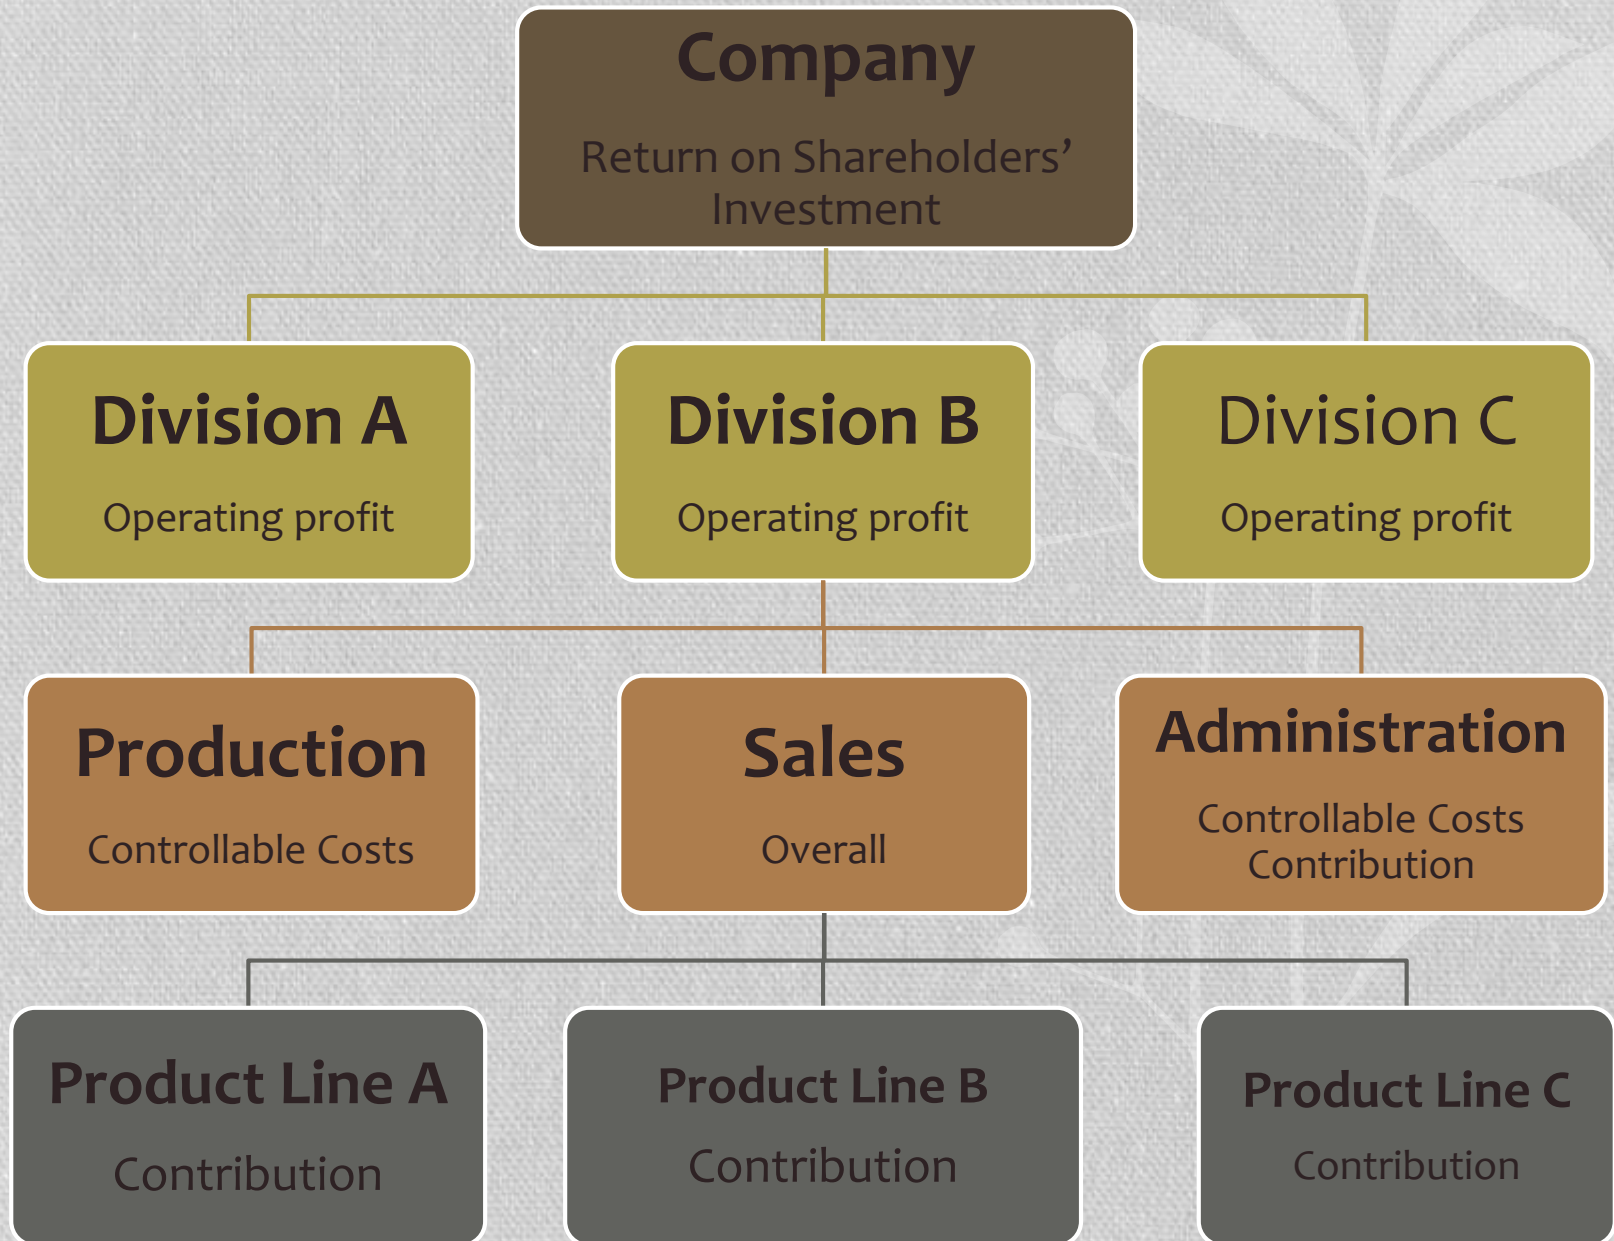 Company
Return on Shareholders’
Investment
Division A
Operating profit
Division B
Operating profit
Division C
Operating profit
Production
Controllable Costs
Sales
Overall
Administration
Controllable Costs
Contribution
Product Line A
Contribution
Product Line B
Contribution
Product Line C
Contribution